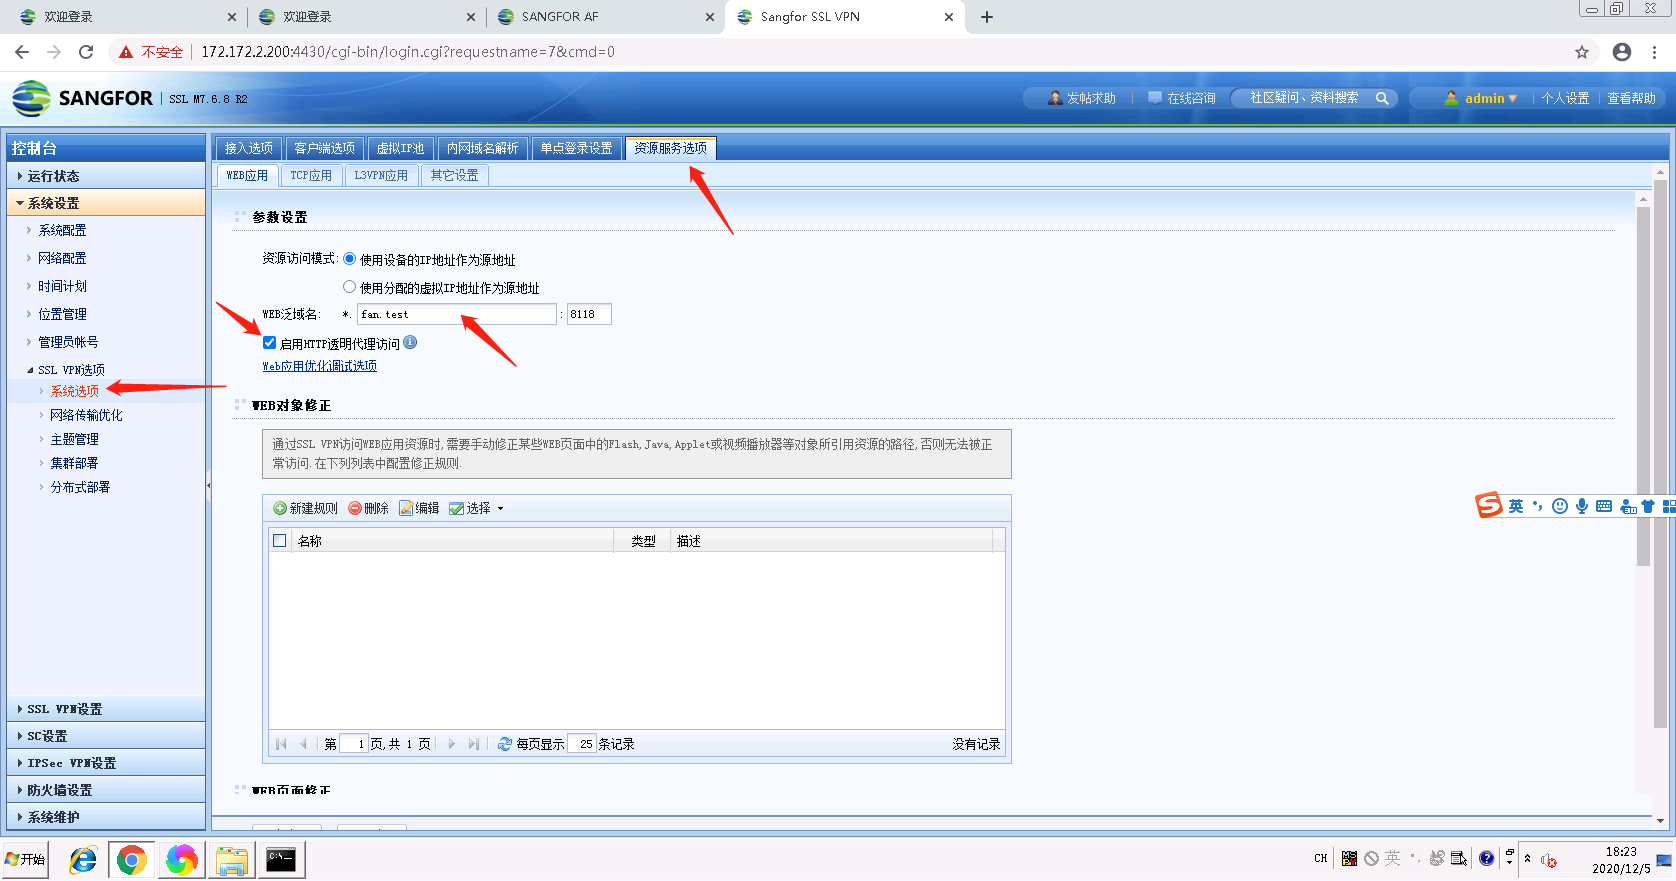 欢迎登录
欢迎登录
SANGFOR AF
Sangfor SSL VPN
不安全
172.172.2.200:4430/cgi-bin/login.cgi?requestname=7&cmd=0
SANGFOR
SSL M7.6.8 R2
发帖求助
在线咨询
社区疑问、资料搜索
admin
个人设置
查看帮助
控制台
运行状态
系统设置
系统配置
网络配置
时间计划
位置管理
管理员帐号
SSL VPN选项
系统选项
网络传输优化
主题管理
集群部署
分布式部署
SSL VPN设置
SC设置
IPSec VPN设置
防火墙设置
系统维护
接入选项
客户端选项
虚拟IP池
内网域名解析
单点登录设置
资源服务选项
WEB应用
TCP应用
L3VPN应用
其它设置
参数设置
资源访问模式:
使用设备的IP地址作为源地址
使用分配的虚拟IP地址作为源地址
WEB泛域名: *. fan.test : 8118
启用HTTP透明代理访问
Web应用优化调试选项
WEB对象修正
通过SSL VPN访问WEB应用资源时,需要手动修正某些WEB页面中的Flash,Java,Applet或视频播放器等对象所引用资源的路径,否则无法被正
常访问.在下列列表中配置修正规则.
新建规则 删除 编辑 选择
名称 类型 描述
第 1 页,共 1 页 每页显示 25 条记录 没有记录
WEB页面修正
英
开始
CH
英
18:23
2020/12/5